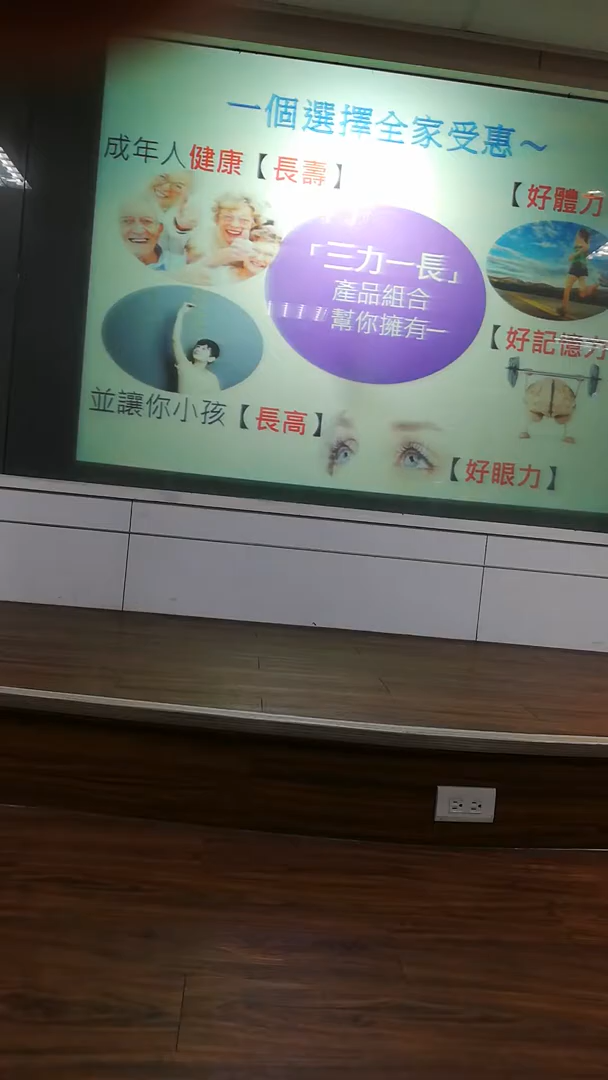 一個選擇全家受惠～
成年人健康【長壽】
【好體力
「三力一長」
產品組合
幫你擁有—
【好記億力
並讓你小孩【長高】
【好眼力】